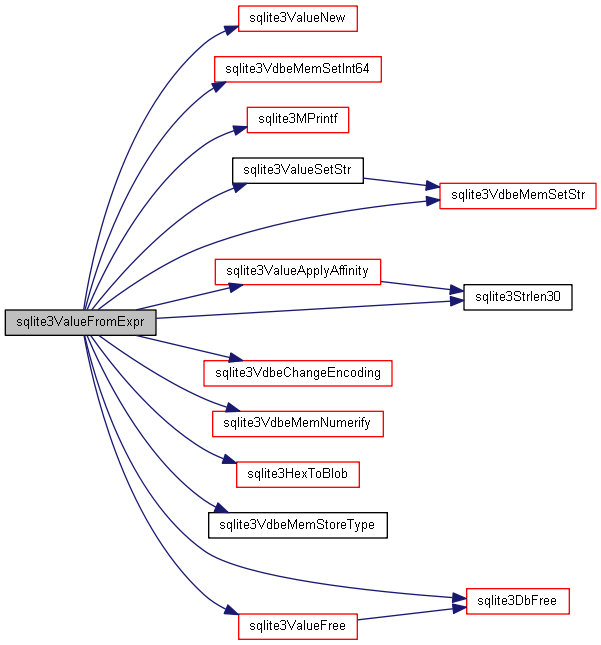 sqlite3ValueNew
sqlite3VdbeMemSetInt64
sqlite3MPrintf
sqlite3ValueSetStr
sqlite3VdbeMemSetStr
sqlite3ValueApplyAffinity
sqlite3Strlen30
sqlite3ValueFromExpr
sqlite3VdbeChangeEncoding
sqlite3VdbeMemNumerify
sqlite3HexToBlob
sqlite3VdbeMemStoreType
sqlite3DbFree
sqlite3ValueFree